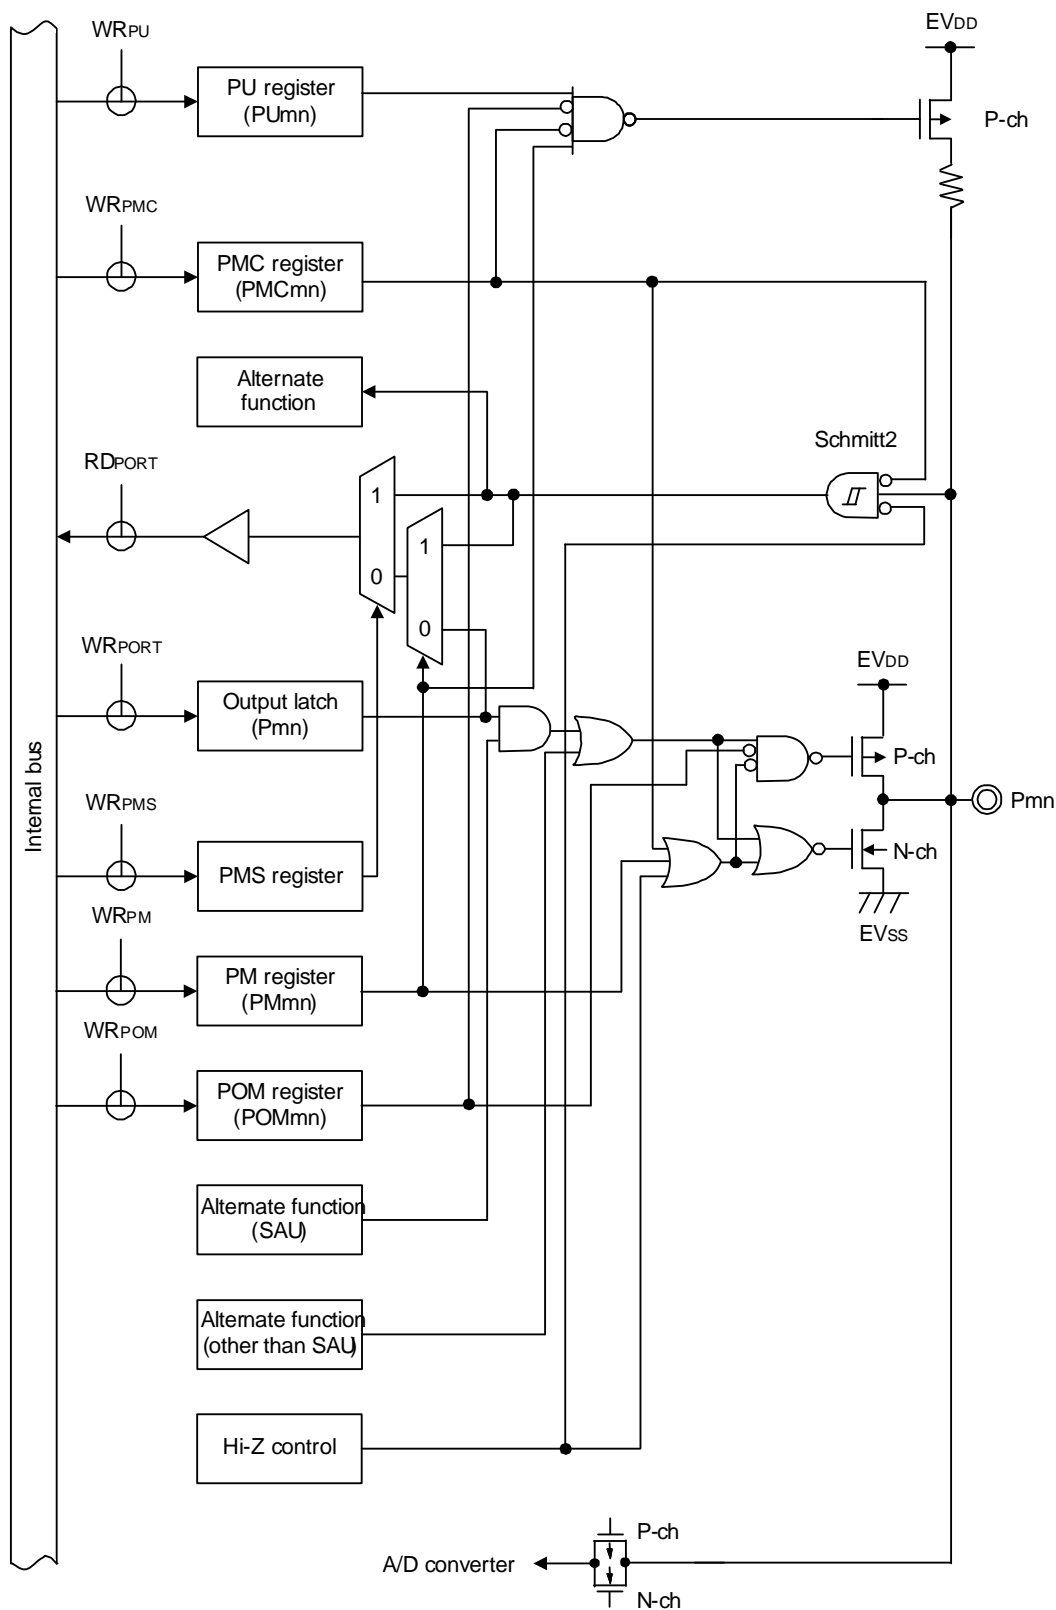 WRPU
EVDD
PU register
(PUmn)
P-ch
WRPMC
PMC register
(PMCmn)
Alternate
function
Schmitt2
RDPORT
1
1
0
0
WRPORT
EVDD
Output latch
(Pmn)
P-ch
Internal bus
WRPMS
Pmn
PMS register
N-ch
WRPM
EVSS
PM register
(PMmn)
WRPOM
POM register
(POMmn)
Alternate function
(SAU)
Alternate function
(other than SAU)
Hi-Z control
P-ch
A/D converter
N-ch